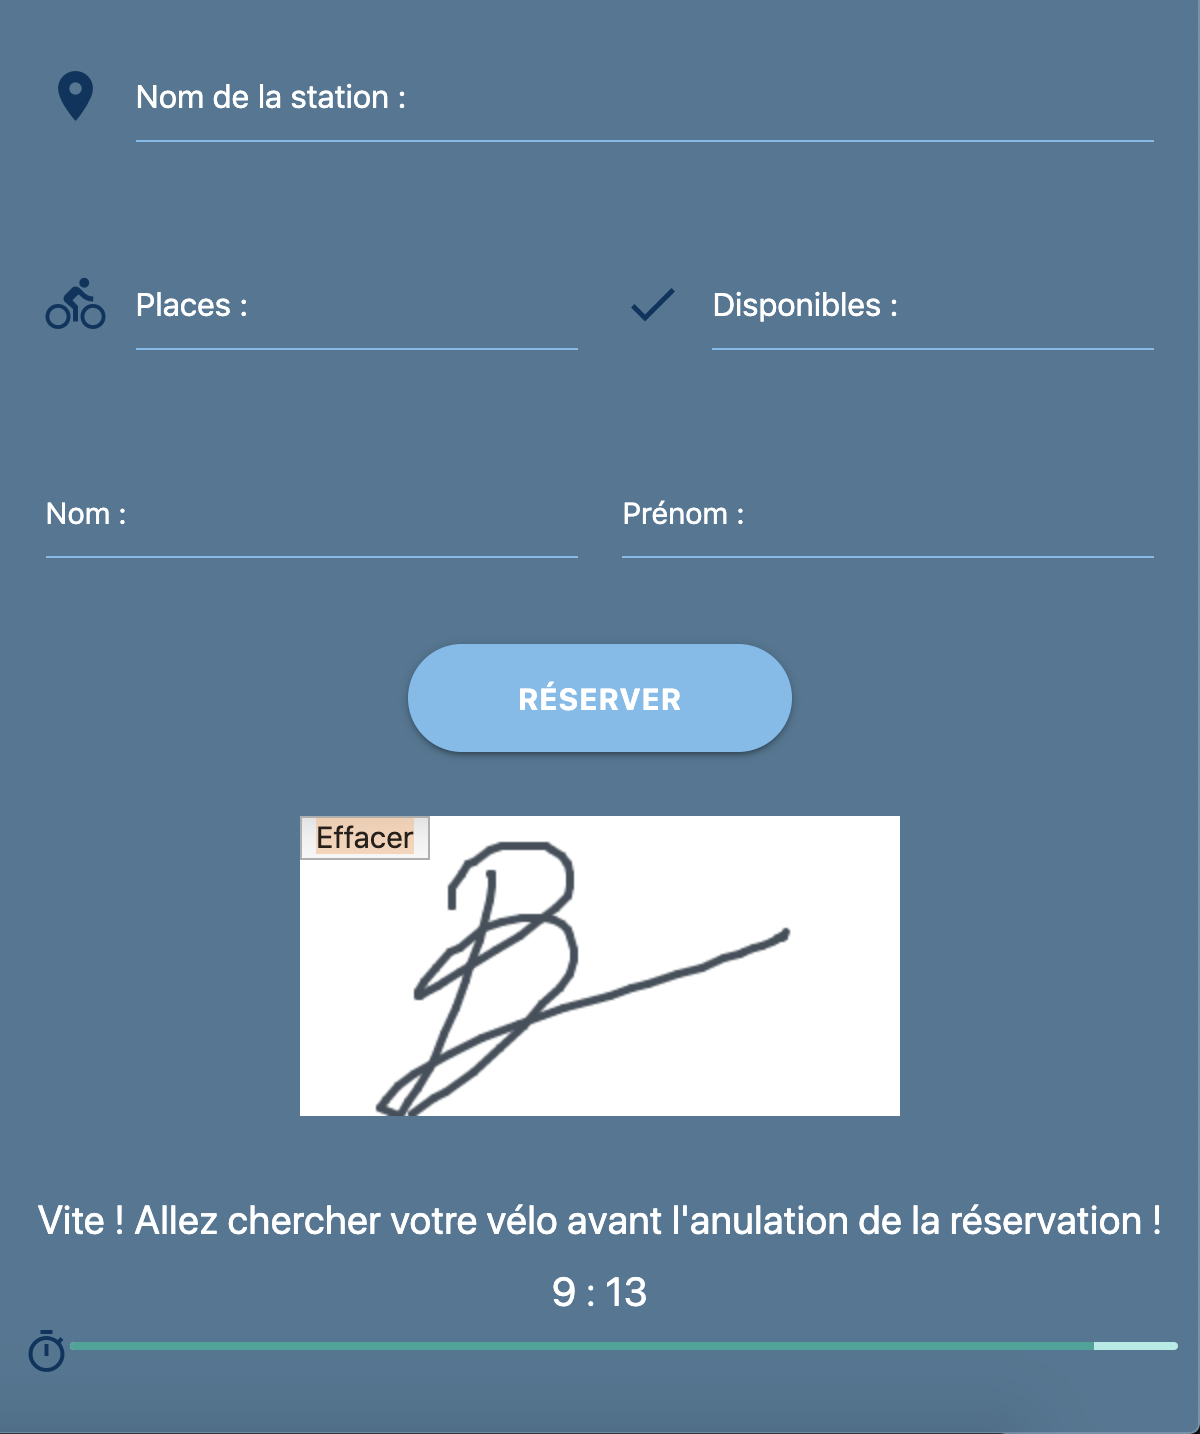 Nom de la station :
Places :
Disponibles :
Nom :
Prénom :
RÉSERVER
Effacer
B
Vite ! Allez chercher votre vélo avant l'anulation de la réservation !
9 : 13